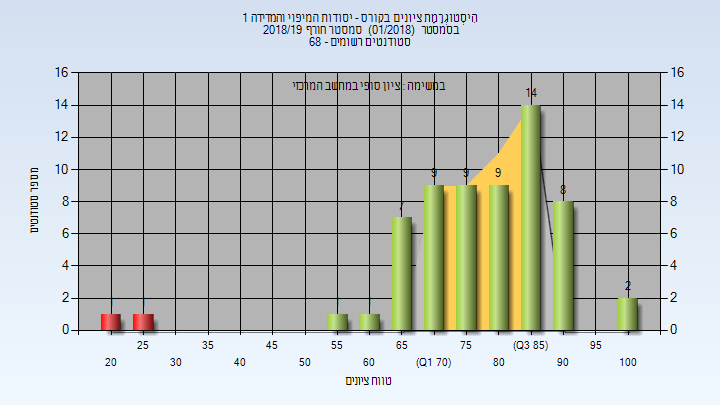 היסטוגרמת ציונים בקורס - יסודות המיפוי והמדידה 1
בסמסטר (01/2018) סמסטר חורף 2018/19
סטודנטים רשומים - 68
במשימה : ציון סופי במחשב המרכזי
16 16
14 14
12 12
10 10
8 8
6 6
4 4
2 2
0 0
מספר סטודנטים
7 9 9 9 14 8 2
25 35 45 55 65 75 (Q3 85) 95
20 30 40 50 60 (Q1 70) 80 90 100
טווח ציונים